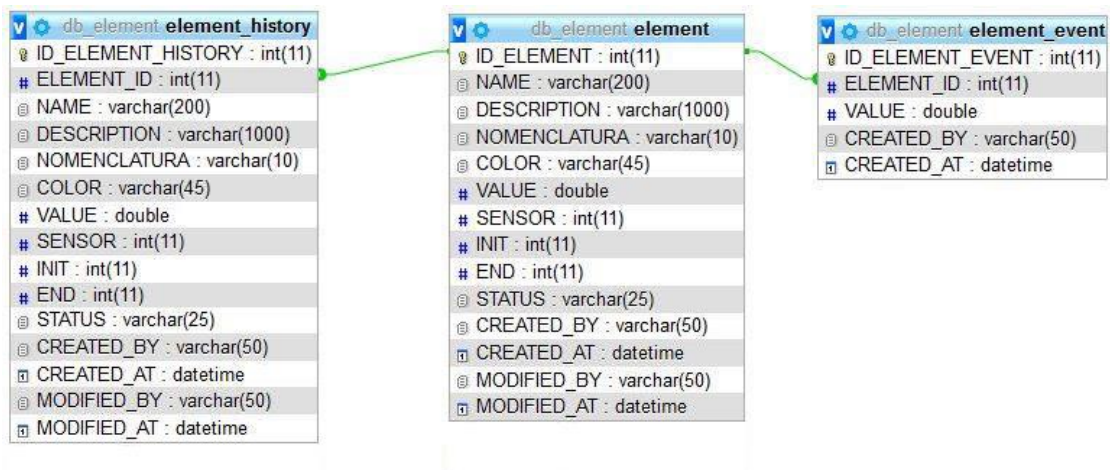 v db_element element_history
ID_ELEMENT_HISTORY : int(11)
# ELEMENT_ID : int(11)
NAME : varchar(200)
DESCRIPTION : varchar(1000)
NOMENCLATURA : varchar(10)
COLOR : varchar(45)
# VALUE : double
# SENSOR : int(11)
# INIT : int(11)
# END : int(11)
STATUS : varchar(25)
CREATED_BY : varchar(50)
CREATED_AT : datetime
MODIFIED_BY : varchar(50)
MODIFIED_AT : datetime
v db_element element
ID_ELEMENT : int(11)
NAME : varchar(200)
DESCRIPTION : varchar(1000)
NOMENCLATURA : varchar(10)
COLOR : varchar(45)
# VALUE : double
# SENSOR : int(11)
# INIT : int(11)
# END : int(11)
STATUS : varchar(25)
CREATED_BY : varchar(50)
CREATED_AT : datetime
MODIFIED_BY : varchar(50)
MODIFIED_AT : datetime
v db_element element_event
ID_ELEMENT_EVENT : int(11)
# ELEMENT_ID : int(11)
# VALUE : double
CREATED_BY : varchar(50)
CREATED_AT : datetime